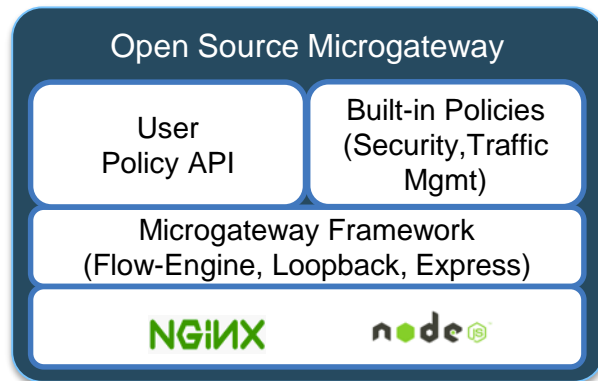 Open Source Microgateway
User
Policy API
Built-in Policies
(Security,Traffic
Mgmt)
Microgateway Framework
(Flow-Engine, Loopback, Express)
NGiNX
node JS